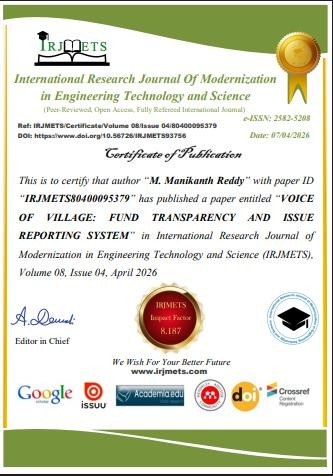 IRJMETS
International Research Journal Of Modernization
in Engineering Technology and Science
(Peer-Reviewed, Open Access, Fully Refereed International Journal)
e-ISSN: 2582-5208
Ref: IRJMETS/Certificate/Volume 08/Issue 04/80400095379
DOI: https://www.doi.org/10.56726/IRJMETS93756
Date: 07/04/2026
Certificate of Publication
This is to certify that author “M. Manikanth Reddy” with paper ID
“IRJMETS80400095379” has published a paper entitled “VOICE
OF VILLAGE: FUND TRANSPARENCY AND ISSUE
REPORTING SYSTEM” in International Research Journal of
Modernization in Engineering Technology and Science (IRJMETS),
Volume 08, Issue 04, April 2026
IRJMETS
Impact Factor
8.187
Editor in Chief
We Wish For Your Better Future
www.irjmets.com
Google
issuu
Academia.edu
doi
Crossref
Content
Registration